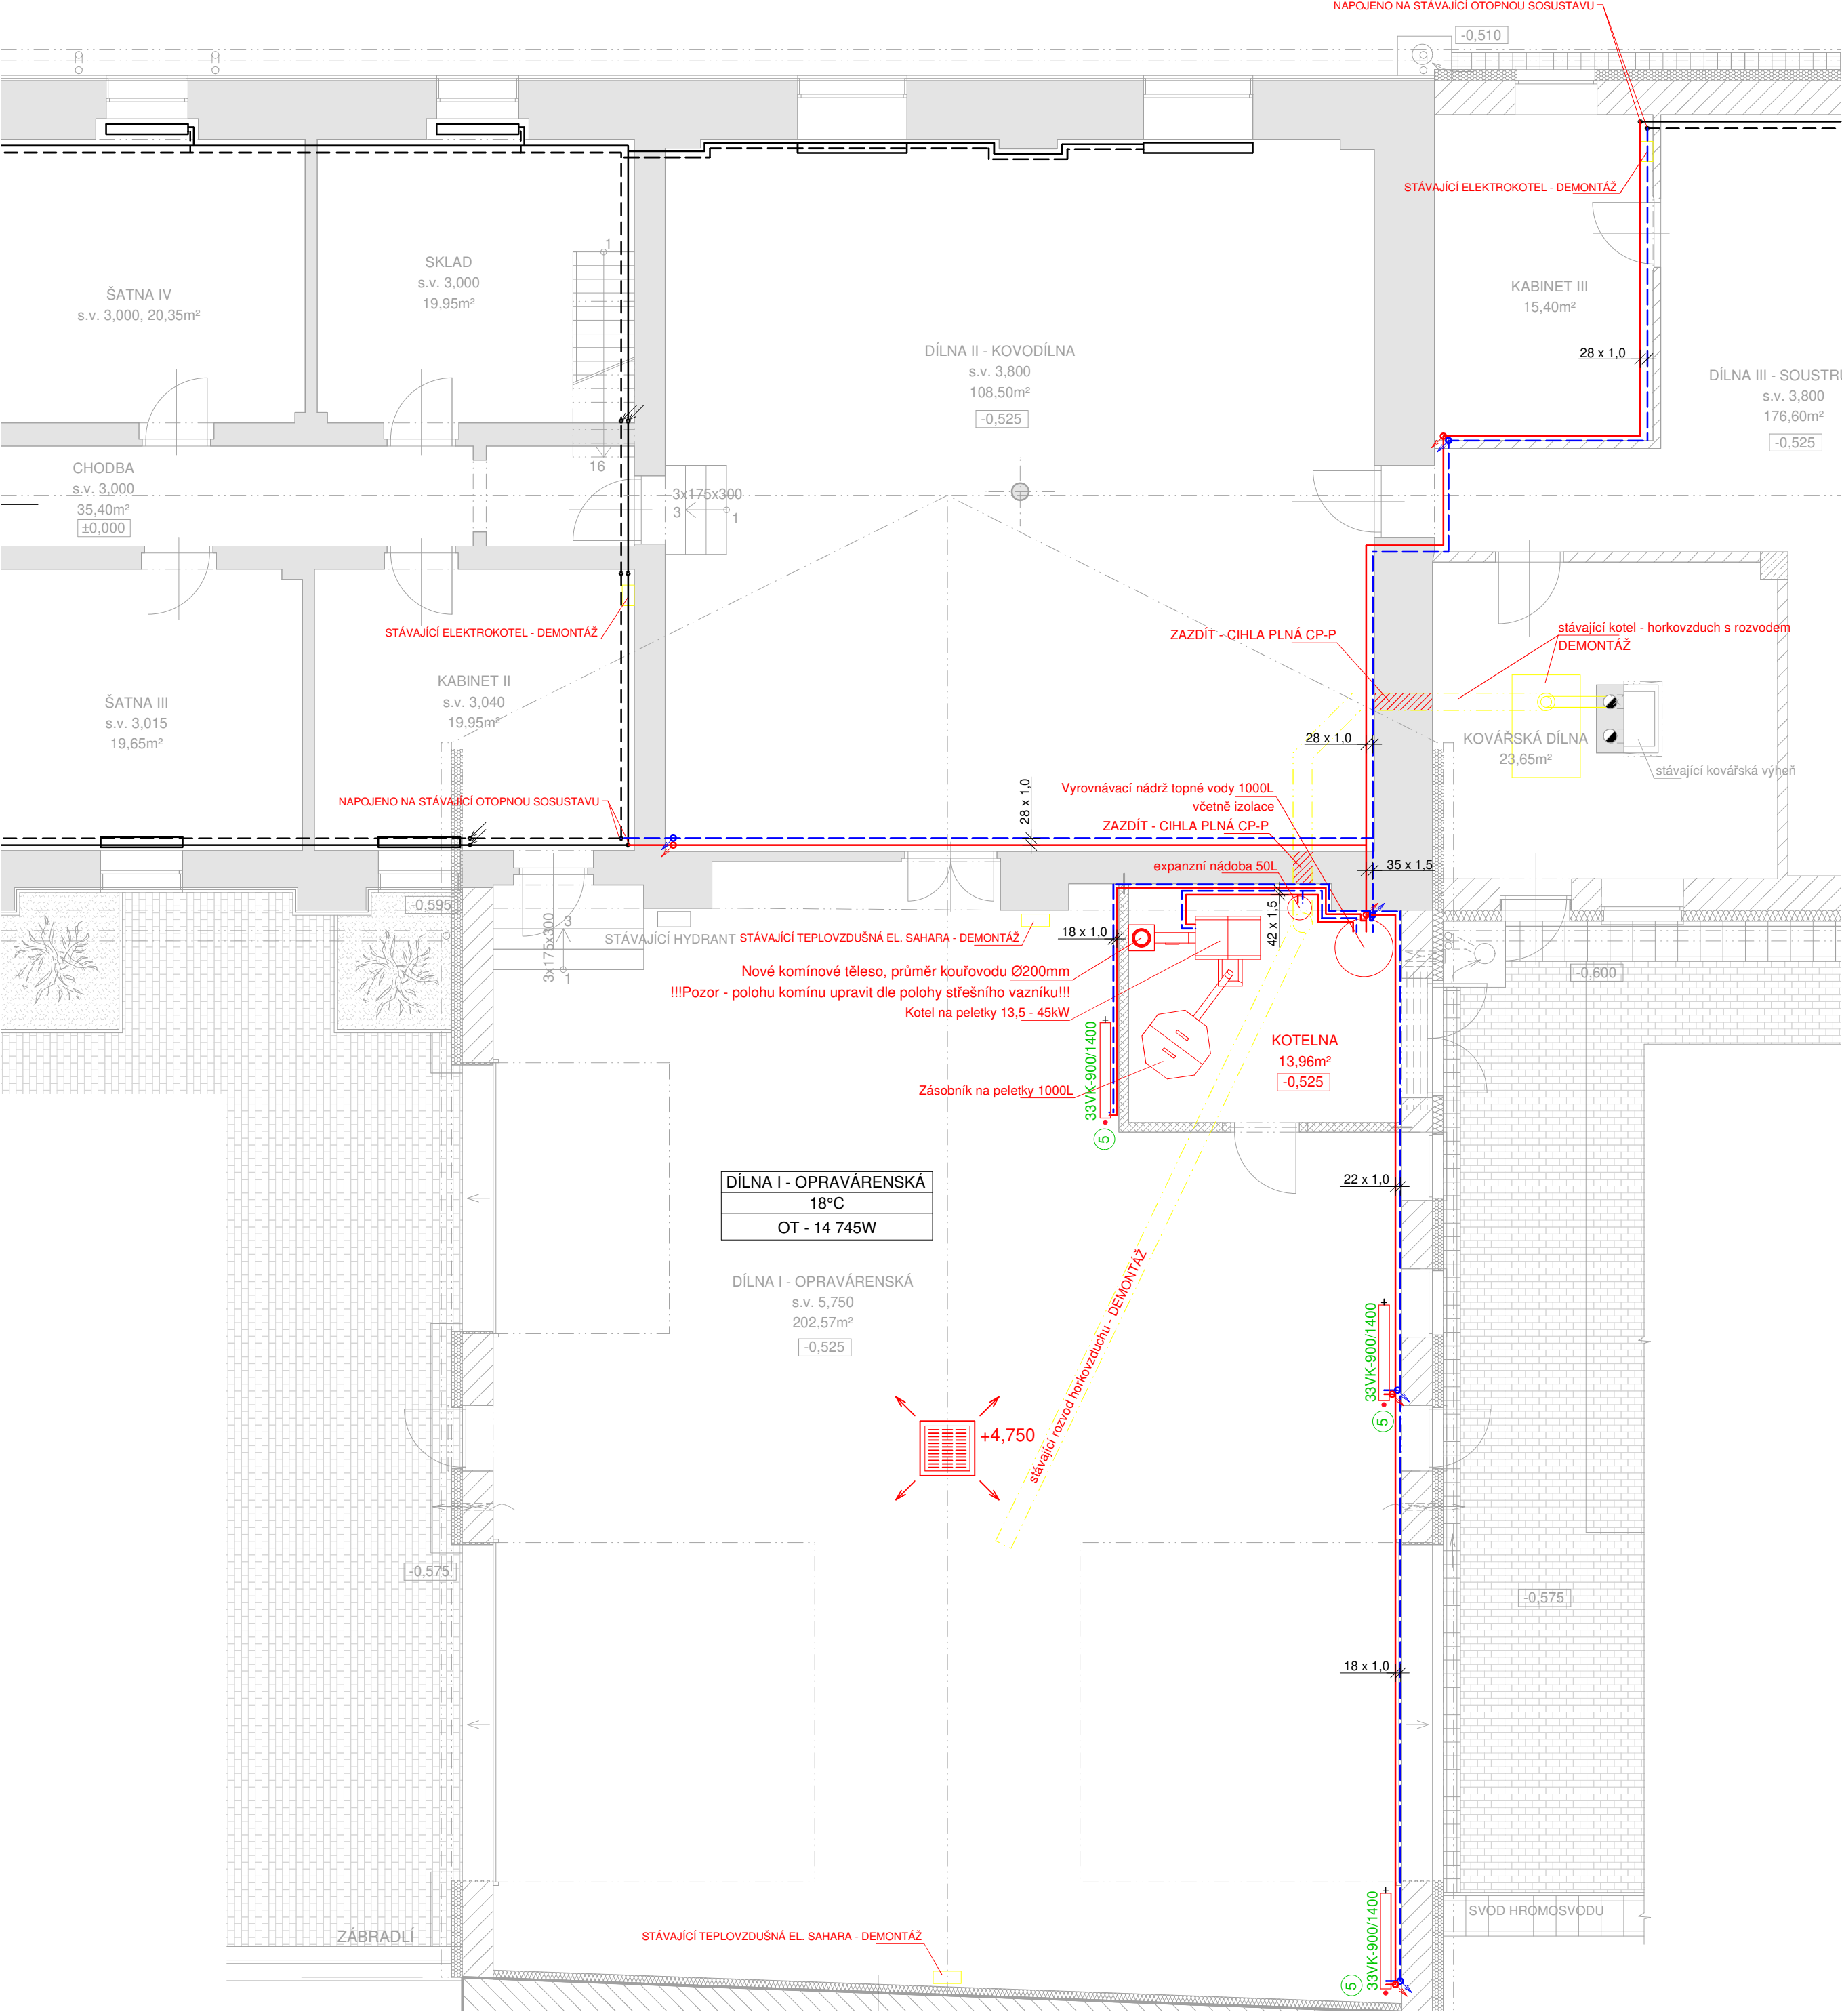 NAPOJENO NA STÁVAJÍCÍ OTOPNOU SOSUSTAVU
-0,510
STÁVAJÍCÍ ELEKTROKOTEL - DEMONTÁŽ
ŠATNA IV
s.v. 3,000, 20,35m²
SKLAD
s.v. 3,000
19,95m²
1
16
DÍLNA II - KOVODÍLNA
s.v. 3,800
108,50m²
-0,525
KABINET III
15,40m²
28 x 1,0
DÍLNA III - SOUSTRU
s.v. 3,800
176,60m²
-0,525
CHODBA
s.v. 3,000
35,40m²
±0,000
3x175x300
3
1
STÁVAJÍCÍ ELEKTROKOTEL - DEMONTÁŽ
ZAZDÍT - CIHLA PLNÁ CP-P
stávající kotel - horkovzduch s rozvodem
DEMONTÁŽ
ŠATNA III
s.v. 3,015
19,65m²
KABINET II
s.v. 3,040
19,95m²
28 x 1,0
KOVÁŘSKÁ DÍLNA
23,65m²
stávající kovářská výheň
NAPOJENO NA STÁVAJÍCÍ OTOPNOU SOSUSTAVU
28 x 1,0
Vyrovnávací nádrž topné vody 1000L
včetně izolace
ZAZDÍT - CIHLA PLNÁ CP-P
expanzní nádoba 50L
35 x 1,5
-0,595
3x175x300
3
1
STÁVAJÍCÍ HYDRANT
STÁVAJÍCÍ TEPLOVZDUŠNÁ EL. SAHARA - DEMONTÁŽ
18 x 1,0
42 x 1,5
Nové komínové těleso, průměr kouřovodu Ø200mm
!!!Pozor - polohu komínu upravit dle polohy střešního vazníku!!!
Kotel na peletky 13,5 - 45kW
-0,600
KOTELNA
13,96m²
-0,525
Zásobník na peletky 1000L
33VK-900/1400
5
22 x 1,0
DÍLNA I - OPRAVÁRENSKÁ
18°C
OT - 14 745W
DÍLNA I - OPRAVÁRENSKÁ
s.v. 5,750
202,57m²
-0,525
stávající rozvod horkovzduchu - DEMONTÁŽ
33VK-900/1400
5
+4,750
-0,575
-0,575
18 x 1,0
33VK-900/1400
5
SVOD HROMOSVODU
ZÁBRADLÍ
STÁVAJÍCÍ TEPLOVZDUŠNÁ EL. SAHARA - DEMONTÁŽ